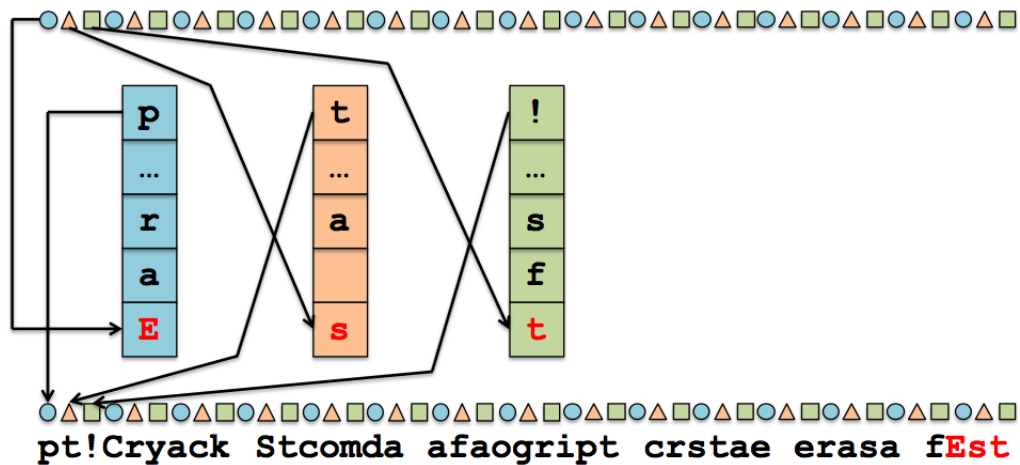 p t !
… … …
r a s
a f
E s t
pt!Cryack Stcomda afaogript crstae erasa fEst